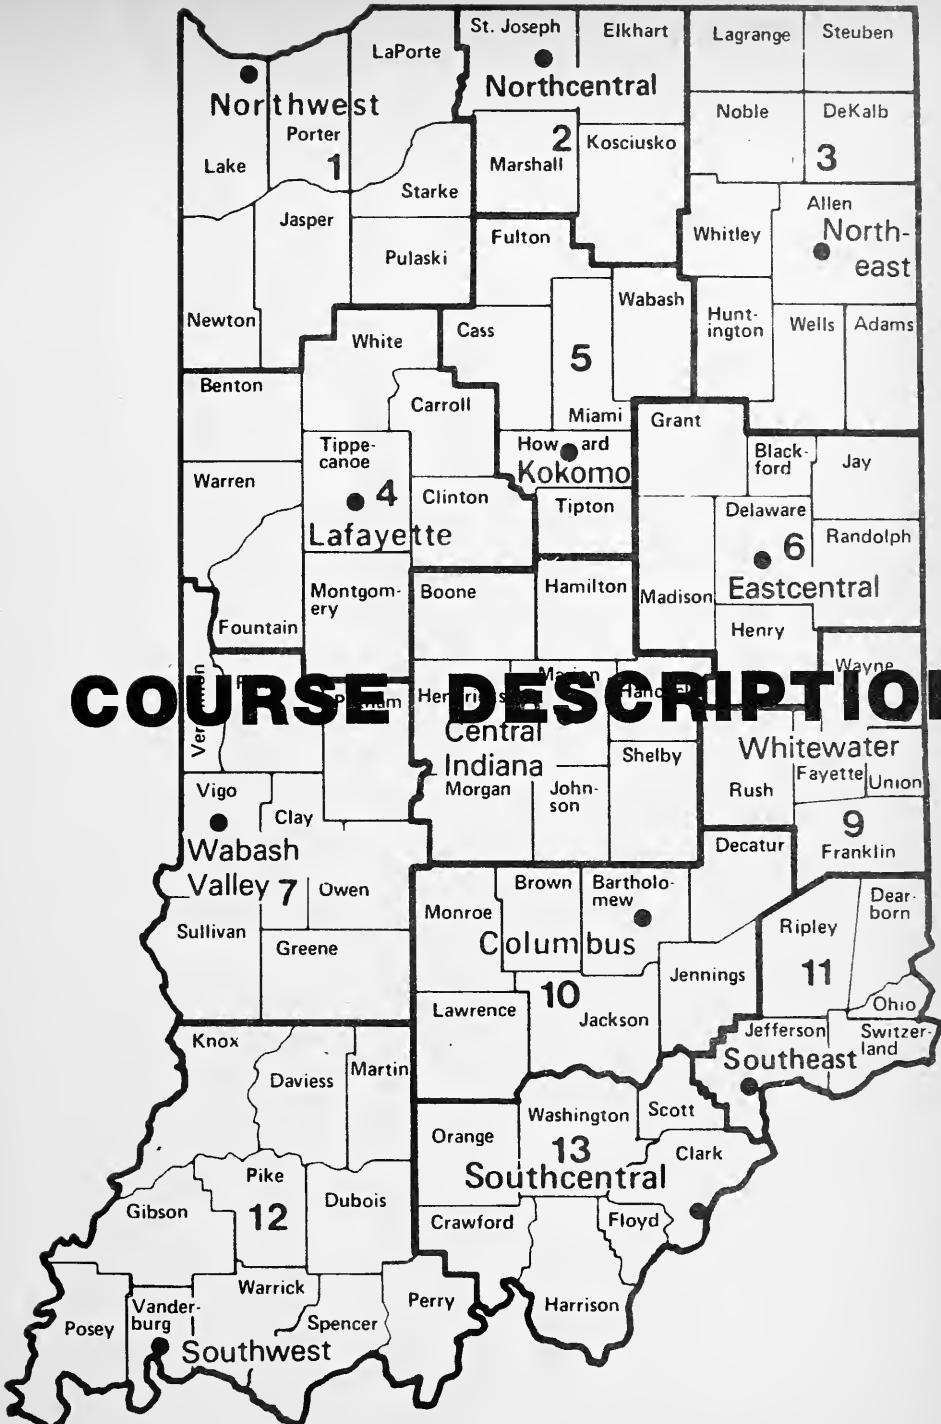 St. Joseph
Elkhart
Lagrange
Steuben
LaPorte
Northcentral
Northwest
Noble
DeKalb
Porter
2
Kosciusko
3
Lake
1
Marshall
Starke
Allen
Jasper
Fulton
Whitley
North-
east
Pulaski
Wabash
Newton
Cass
Hunt-
ington
Wells
Adams
White
5
Benton
Carroll
Miami
Grant
Tippe-
canoe
How ard
Kokomo
Black-
ford
Jay
Warren
4
Clinton
Tipton
Delaware
Lafayette
6
Randolph
Eastcentral
Montgom-
ery
Boone
Hamilton
Madison
Fountain
Henry
Wayne
COURSE DESCRIPTIO
Central
Indiana
Whitewater
Shelby
Fayette
Union
Vigo
Morgan
John-
son
Rush
Clay
9
Wabash
Valley
7
Decatur
Franklin
Owen
Brown
Bartholo-
mew
Dear-
born
Monroe
Sullivan
Columbus
Ripley
Greene
Jennings
11
10
Lawrence
Jackson
Ohio
Knox
Jefferson
Switzer-
land
Southeast
Daviess
Martin
Washington
Scott
Orange
13
Clark
Southcentral
Pike
Dubois
Gibson
12
Crawford
Floyd
Warrick
Perry
Harrison
Vander-
burg
Posey
Spencer
Southwest